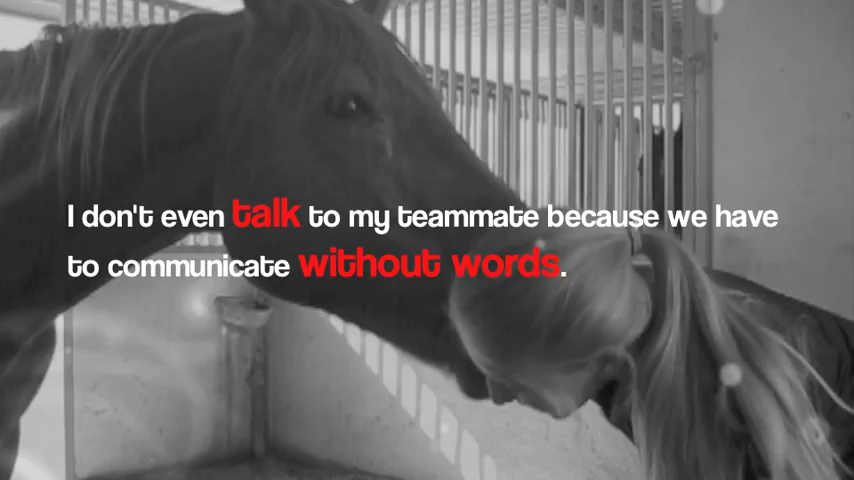 I don't even talk to my teammate because we have
to communicate without words.